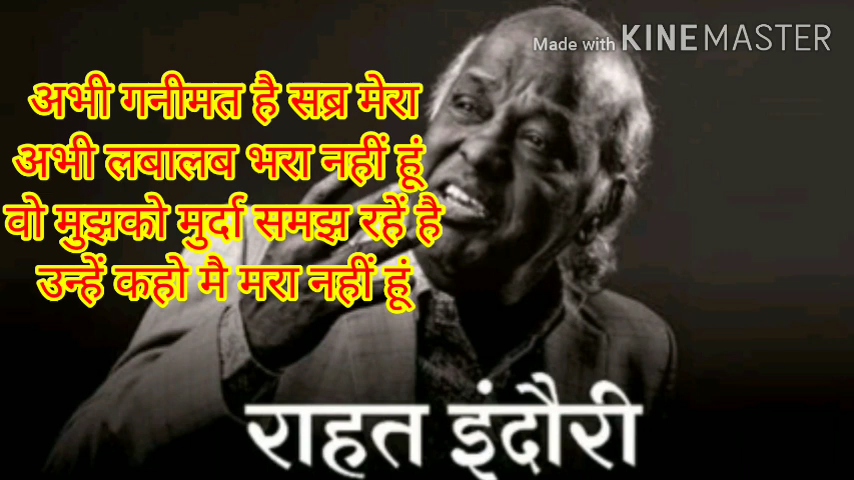 Made with KINEMASTER
अभी गनीमत है सब्र मेरा
अभी लबालब भरा नहीं हूं
वो मुझको मुर्दा समझ रहें है
उन्हें कहो मै मरा नहीं हूं
राहत इंदौरी